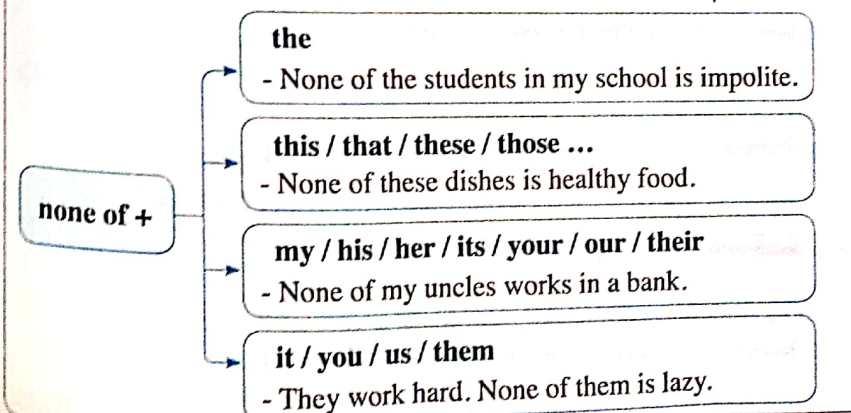 the
- None of the students in my school is impolite.
this / that / these / those ...
- None of these dishes is healthy food.
none of +
my / his / her / its / your / our / their
- None of my uncles works in a bank.
it / you / us / them
- They work hard. None of them is lazy.